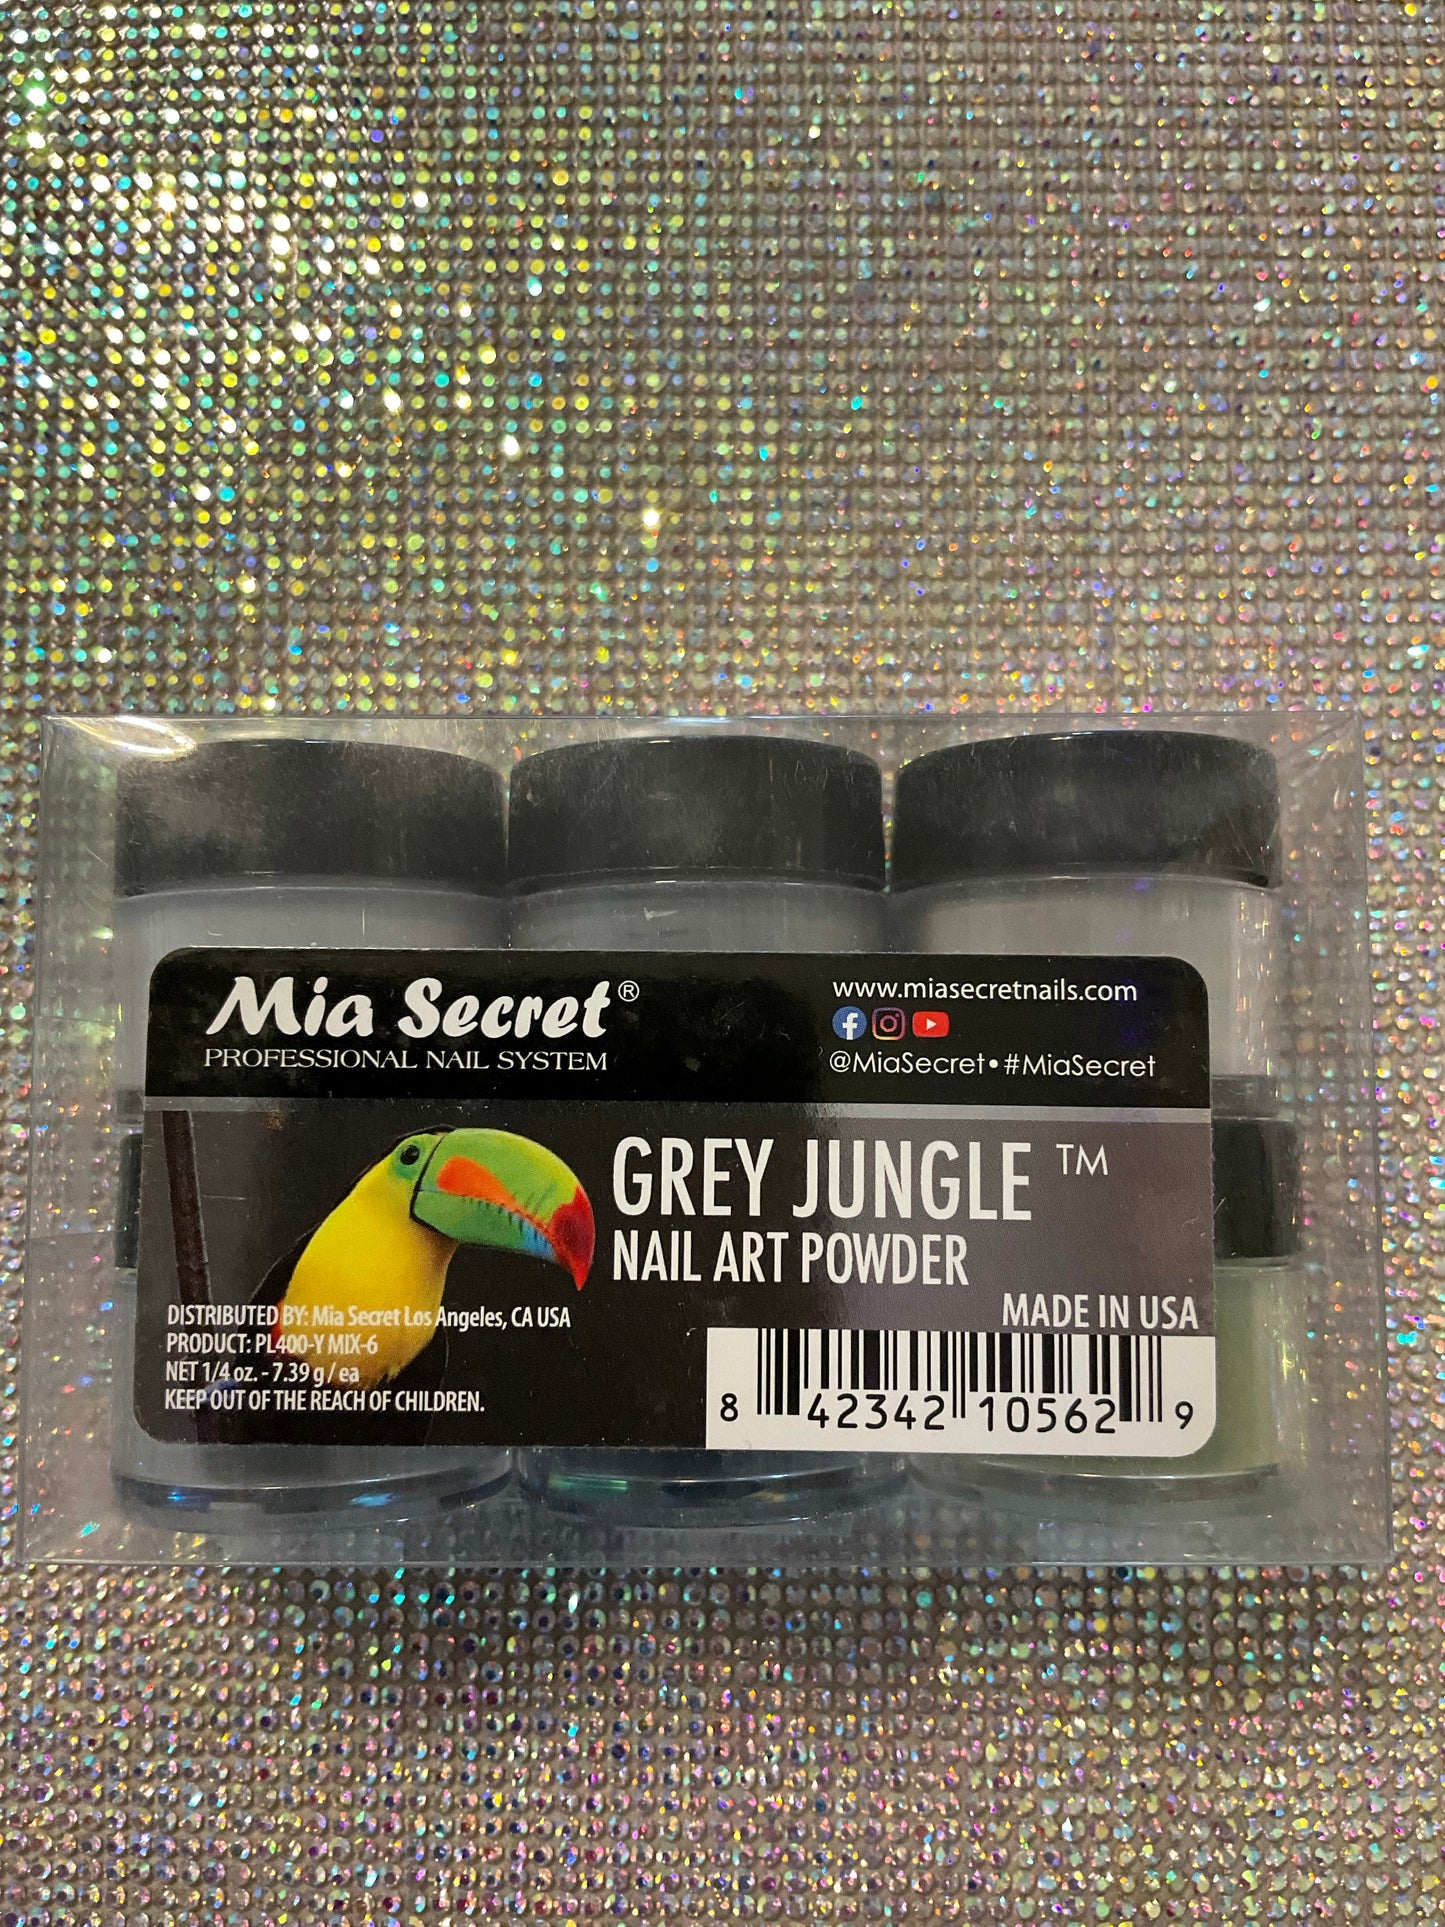 Mia Secret®
PROFESSIONAL NAIL SYSTEM
www.miasecretnails.com
@MiaSecret•#MiaSecret
GREY JUNGLE ™
NAIL ART POWDER
DISTRIBUTED BY: Mia Secret Los Angeles, CA USA
PRODUCT: PL400-Y MIX-6
NET 1/4 oz. - 7.39 g / ea
KEEP OUT OF THE REACH OF CHILDREN.
MADE IN USA
8 42342 10562 9